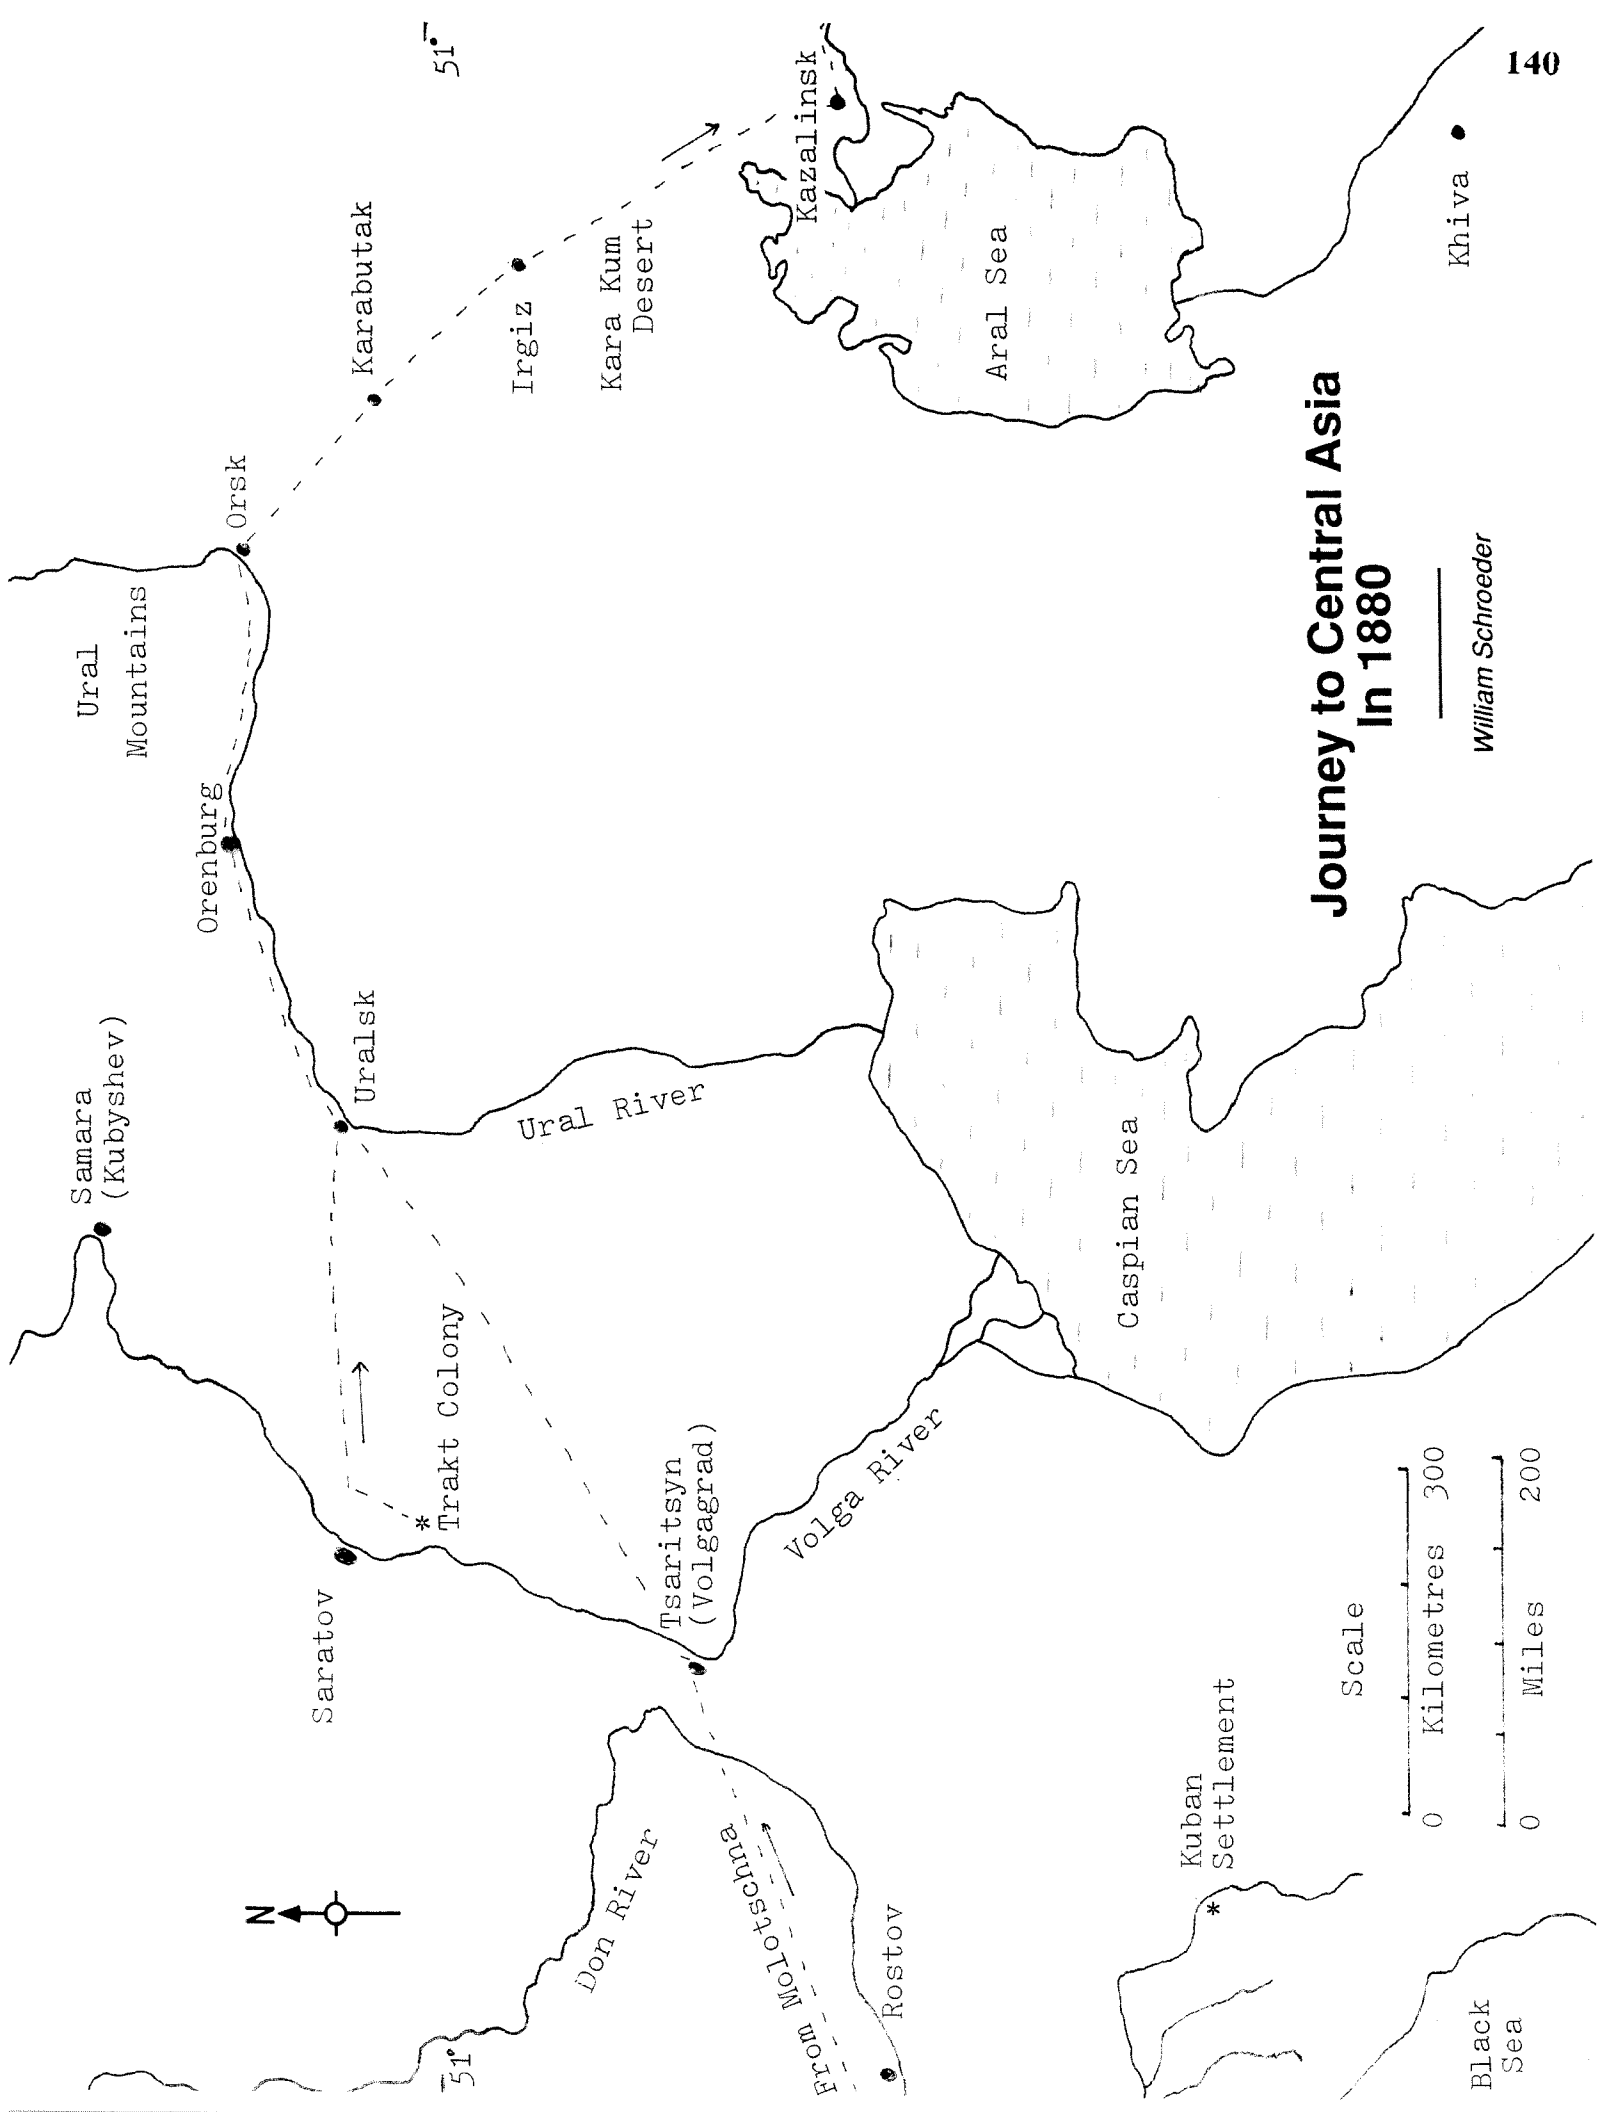 140
Samara
(Kubyshev)
Ural
Mountains
Orsk
Orenburg
Karabutak
51°
Uralsk
Irgiz
Kara Kum
Desert
Kazalinsk
Saratov
Trakt Colony
Ural River
Aral Sea
51°
Don River
Tsaritsyn
(Volgagrad)
From Molotschna
Volga River
Rostov
Caspian Sea
Khiva
Kuban
Settlement
Black
Sea
N
Scale
0 Kilometres 300
0 Miles 200
Journey to Central Asia
In 1880
William Schroeder